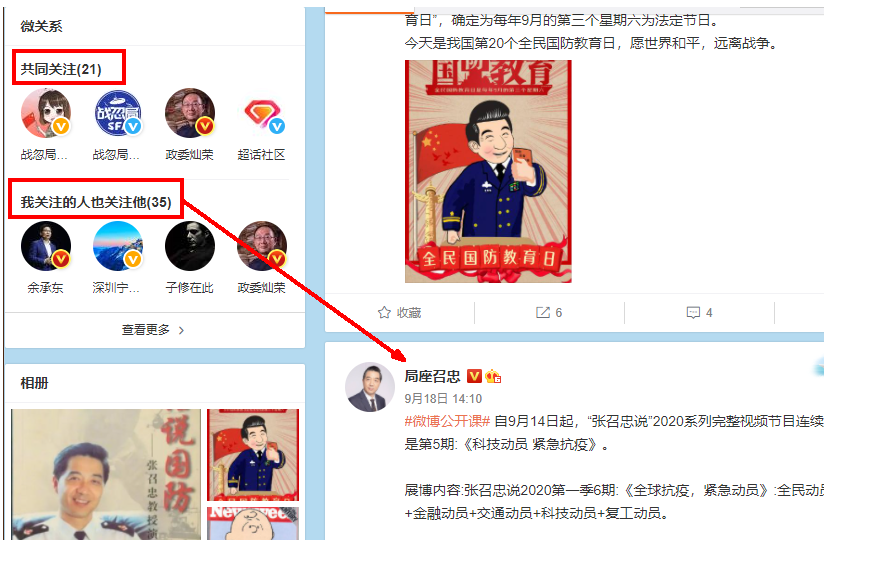 微关系
共同关注(21)
战忽局…
战忽局…
政委灿荣
超话社区
我关注的人也关注他(35)
余承东
深圳宁…
子修在此
政委灿荣
查看更多 >
相册
说国防
张召忠教授演
Newsweek
育日”，确定为每年9月的第三个星期六为法定节日。
今天是我国第20个全民国防教育日，愿世界和平，远离战争。
国防教育
全民国防教育日
收藏
6
4
局座召忠
9月18日 14:10
#微博公开课# 自9月14日起，“张召忠说”2020系列完整视频节目连续
是第5期:《科技动员 紧急抗疫》。
展博内容:张召忠说2020第一季6期:《全球抗疫，紧急动员》:全民动员
+金融动员+交通动员+科技动员+复工动员。